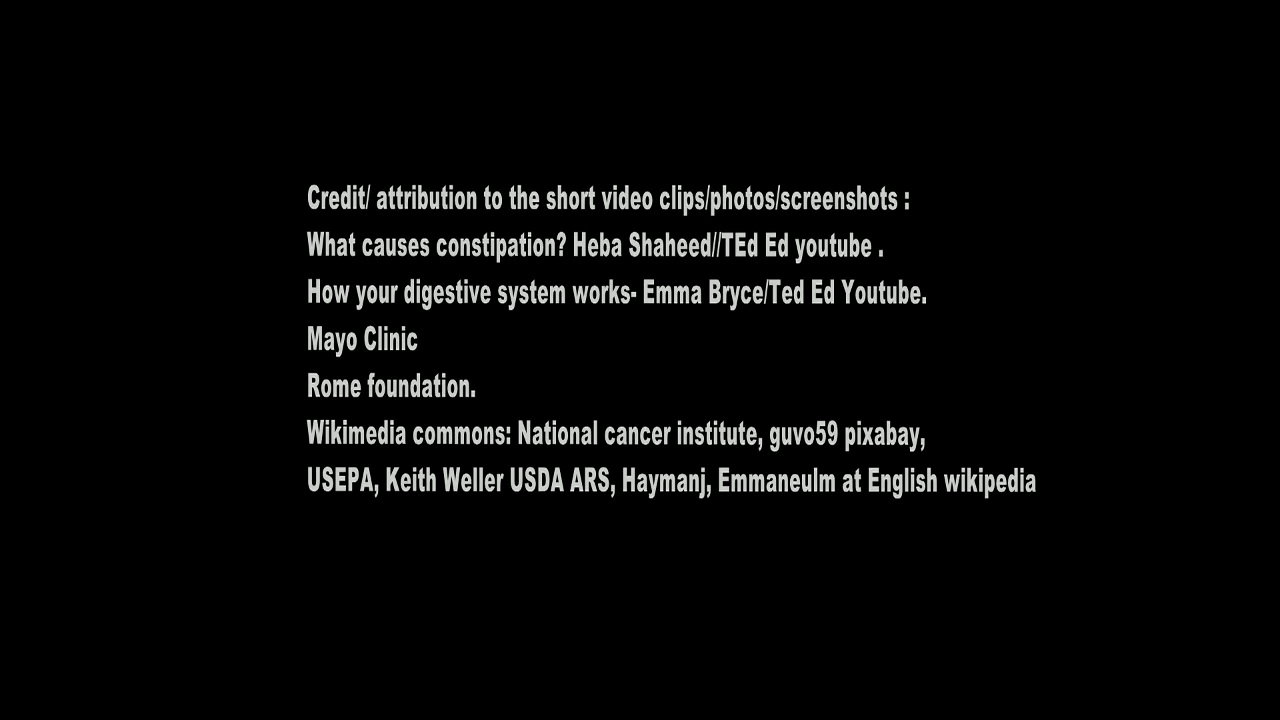 Credit/ attribution to the short video clips/photos/screenshots :
What causes constipation? Heba Shaheed//TEd Ed youtube .
How your digestive system works- Emma Bryce/Ted Ed Youtube.
Mayo Clinic
Rome foundation.
Wikimedia commons: National cancer institute, guvo59 pixabay,
USEPA, Keith Weller USDA ARS, Haymanj, Emmaneulm at English wikipedia